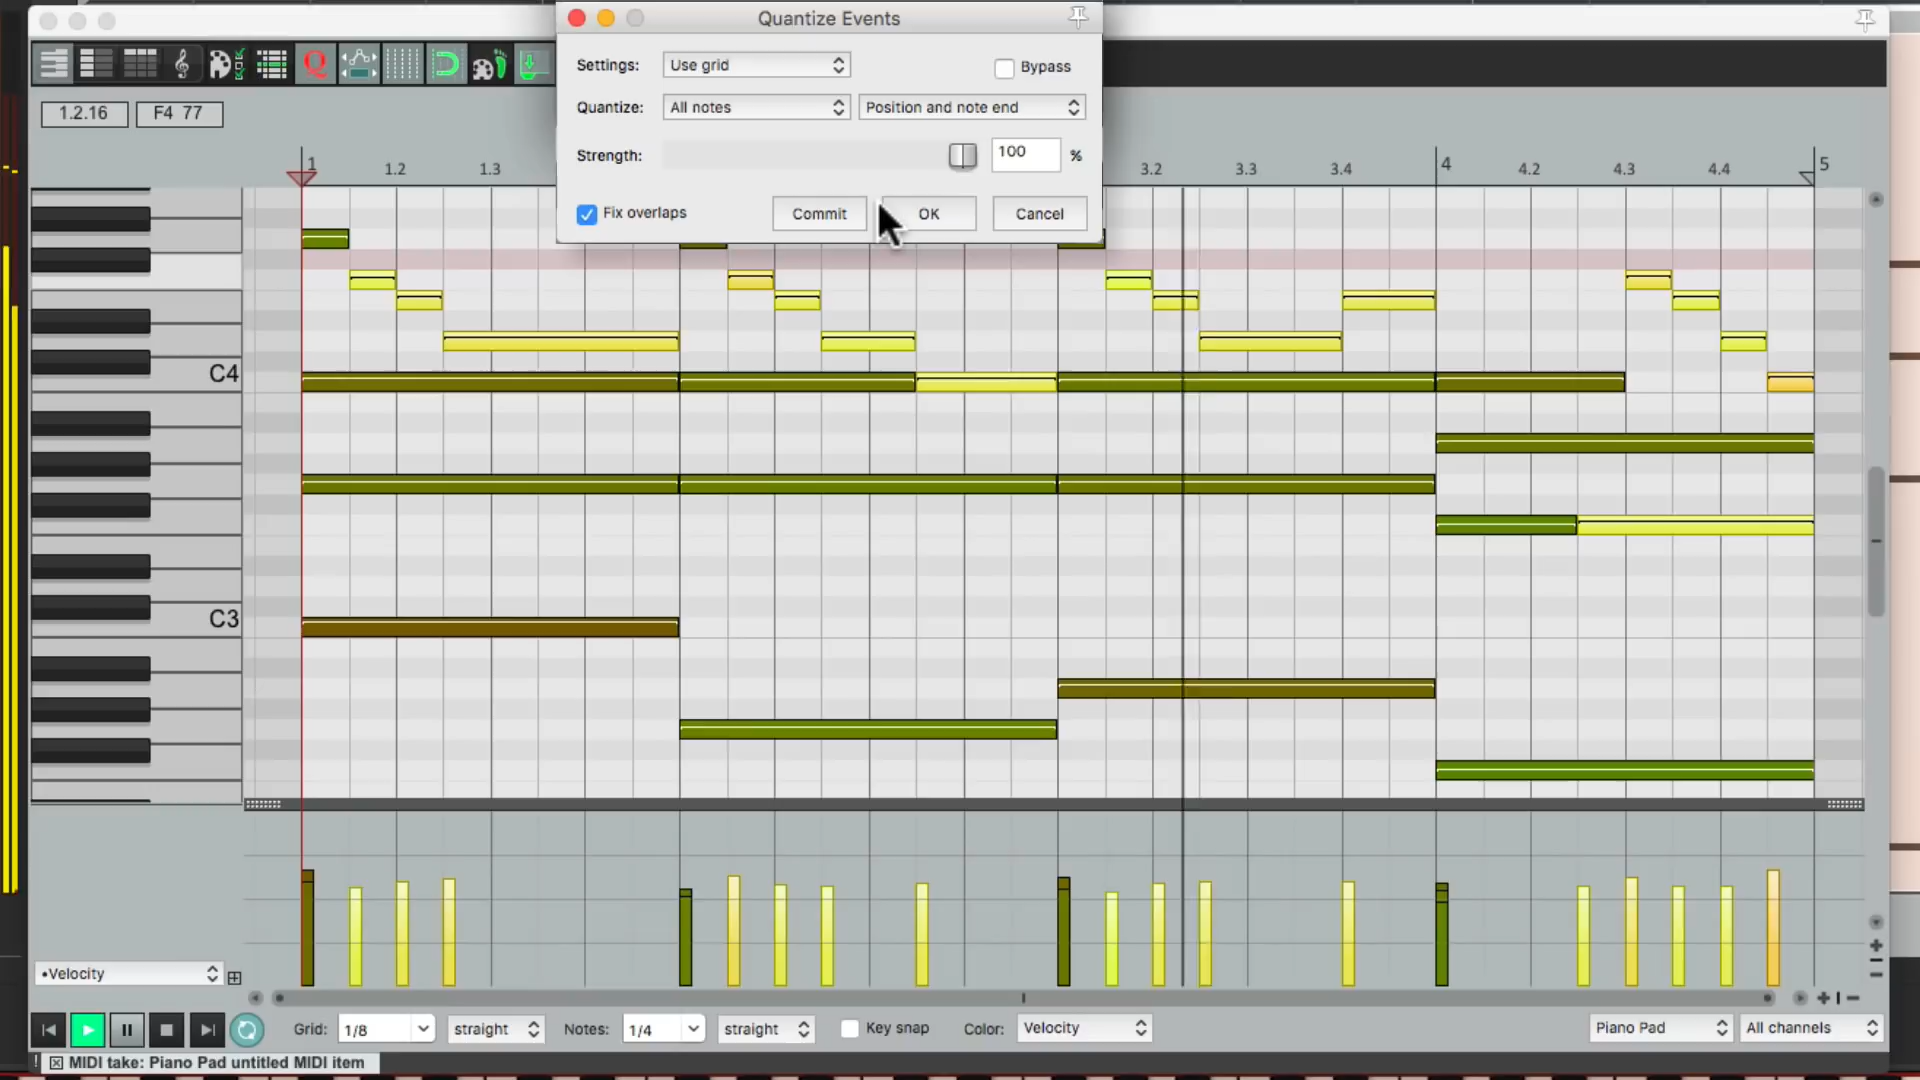 Quantize Events
Settings: Use grid Bypass
Quantize: All notes Position and note end
Strength: 100 %
Fix overlaps Commit OK Cancel
Q
1.2.16 F4 77
1 1.2 1.3 3.2 3.3 3.4 4 4.2 4.3 4.4 5
C4
C3
•Velocity
Grid: 1/8 straight Notes: 1/4 straight Key snap Color: Velocity Piano Pad All channels
MIDI take: Piano Pad untitled MIDI item